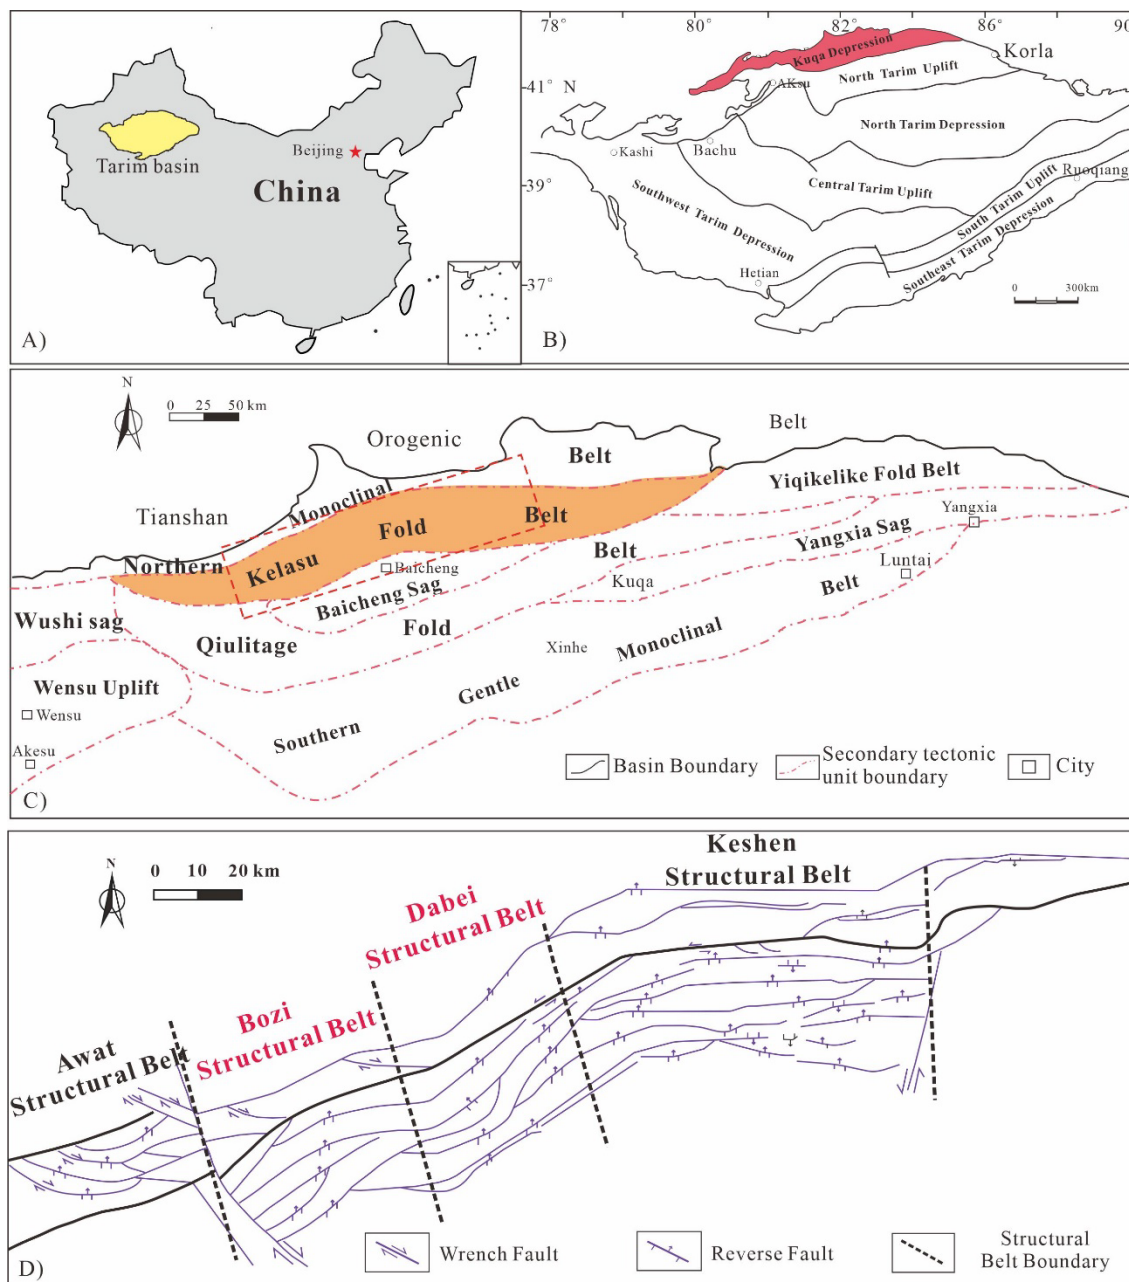 A)
Tarim basin
Beijing
China
78°
80°
82°
86°
90
41°
N
39°
37°
Kuqa Depression
Korla
AKsu
North Tarim Uplift
North Tarim Depression
Kashi
Bachu
Ruoqiang
Central Tarim Uplift
South Tarim Uplift
Southwest Tarim Depression
Southeast Tarim Depression
Hetian
0
300km
B)
N
0 25 50 km
Orogenic
Belt
Belt
Monoclinal
Yiqikelike Fold Belt
Tianshan
Fold
Belt
Yangxia
Northern
Kelasu
Baicheng
Belt
Yangxia Sag
Luntai
Baicheng Sag
Kuqa
Belt
Wushi sag
Qiulitage
Fold
Xinhe
Monoclinal
Wensu Uplift
Gentle
Wensu
Southern
Akesu
Basin Boundary
Secondary tectonic
unit boundary
City
C)
N
0 10 20 km
Keshen
Structural Belt
Dabei
Structural Belt
Bozi
Structural Belt
Awat
Structural Belt
Wrench Fault
Reverse Fault
Structural
Belt Boundary
D)